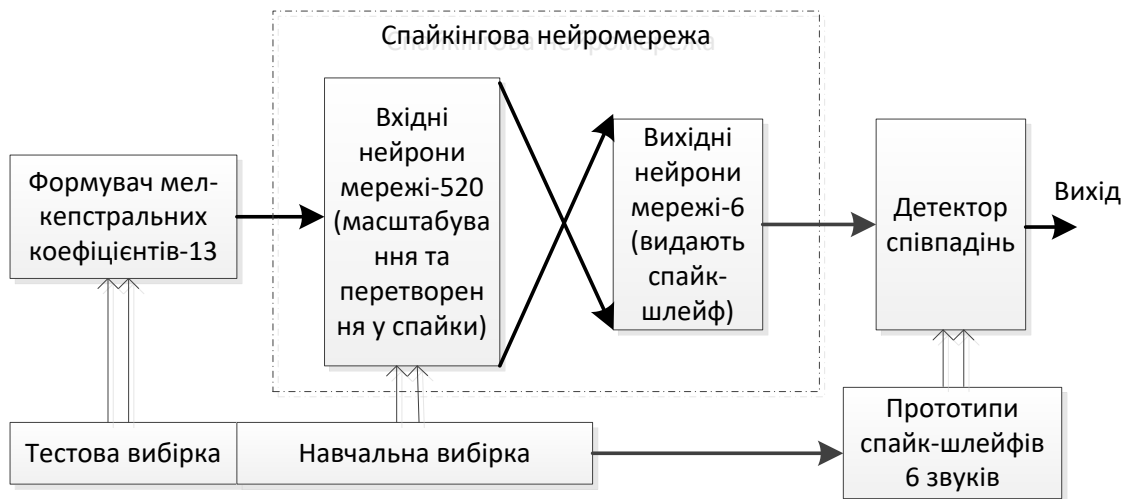 Спайкінгова нейромережа
Формувач мел-
кепстральних
коефіцієнтів-13
Вхідні
нейрони
мережі-520
(масштабува
ння та
перетворен
ня у спайки)
Вихідні
нейрони
мережі-6
(видають
спайк-
шлейф)
Детектор
співпадінь
Вихід
Тестова вибірка
Навчальна вибірка
Прототипи
спайк-шлейфів
6 звуків